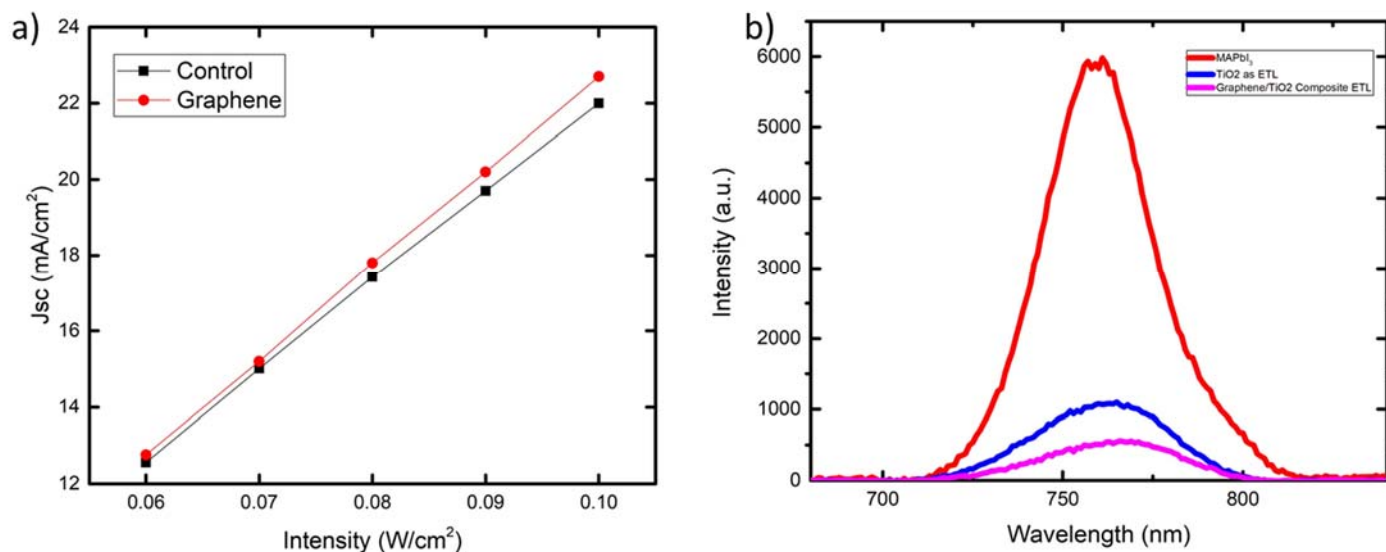 a)
24
22
20
18
16
14
12
Jsc (mA/cm²)
Control
Graphene
0.06 0.07 0.08 0.09 0.10
Intensity (W/cm²)
b)
6000
5000
4000
3000
2000
1000
0
Intensity (a.u.)
MAPbI₃
TiO2 as ETL
Graphene/TiO2 Composite ETL
700 750 800
Wavelength (nm)